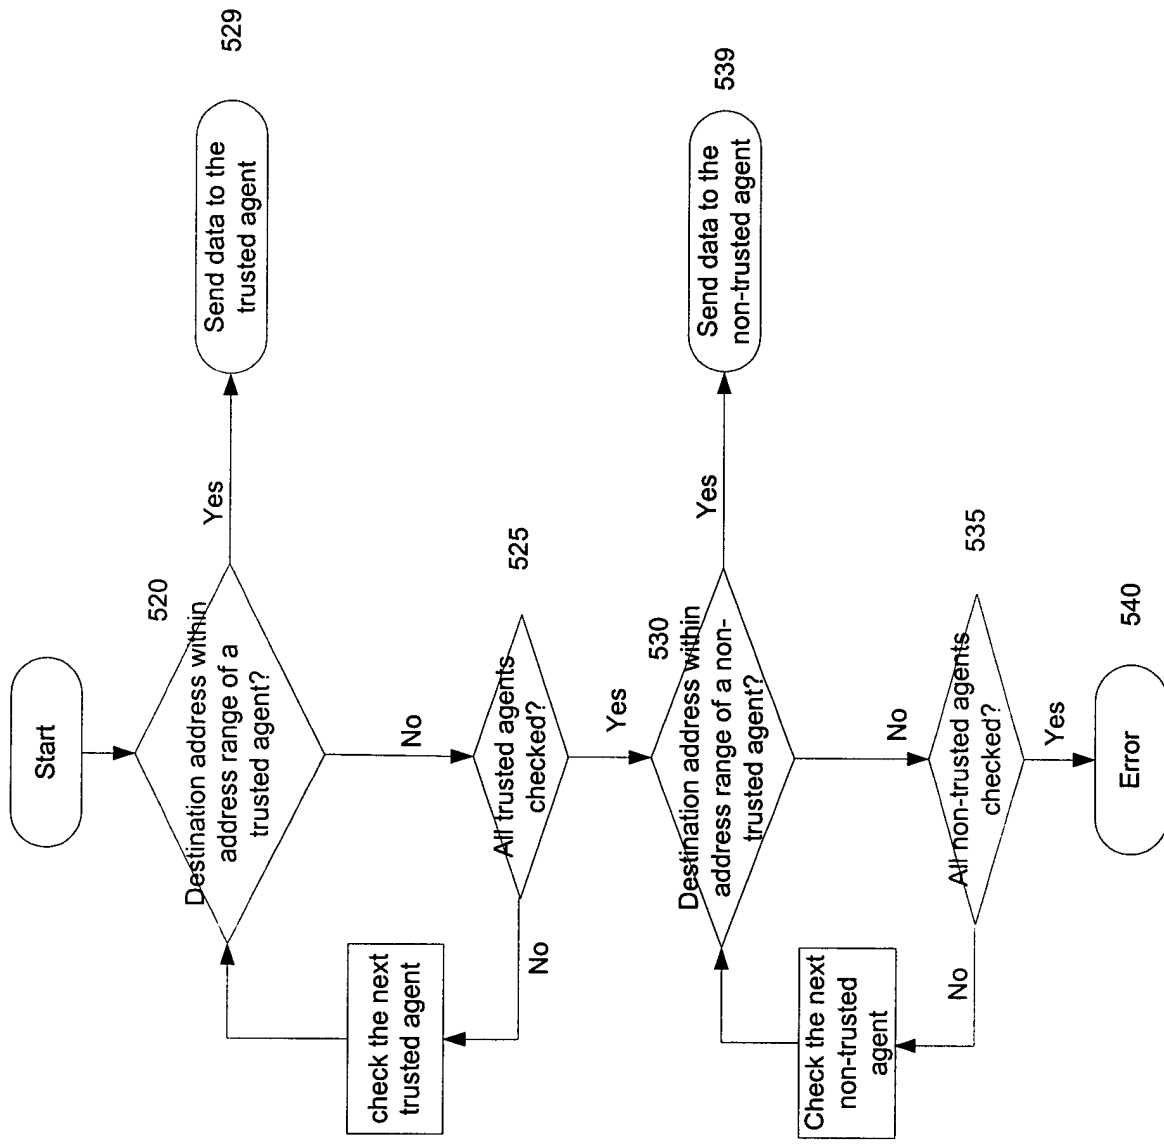 Start
520
Destination address within
address range of a
trusted agent?
Yes
Send data to the
trusted agent
529
No
525
All trusted agents
checked?
No
check the next
trusted agent
Yes
530
Destination address within
address range of a non-
trusted agent?
Yes
Send data to the
non-trusted agent
539
No
535
All non-trusted agents
checked?
No
Check the next
non-trusted
agent
Yes
Error
540